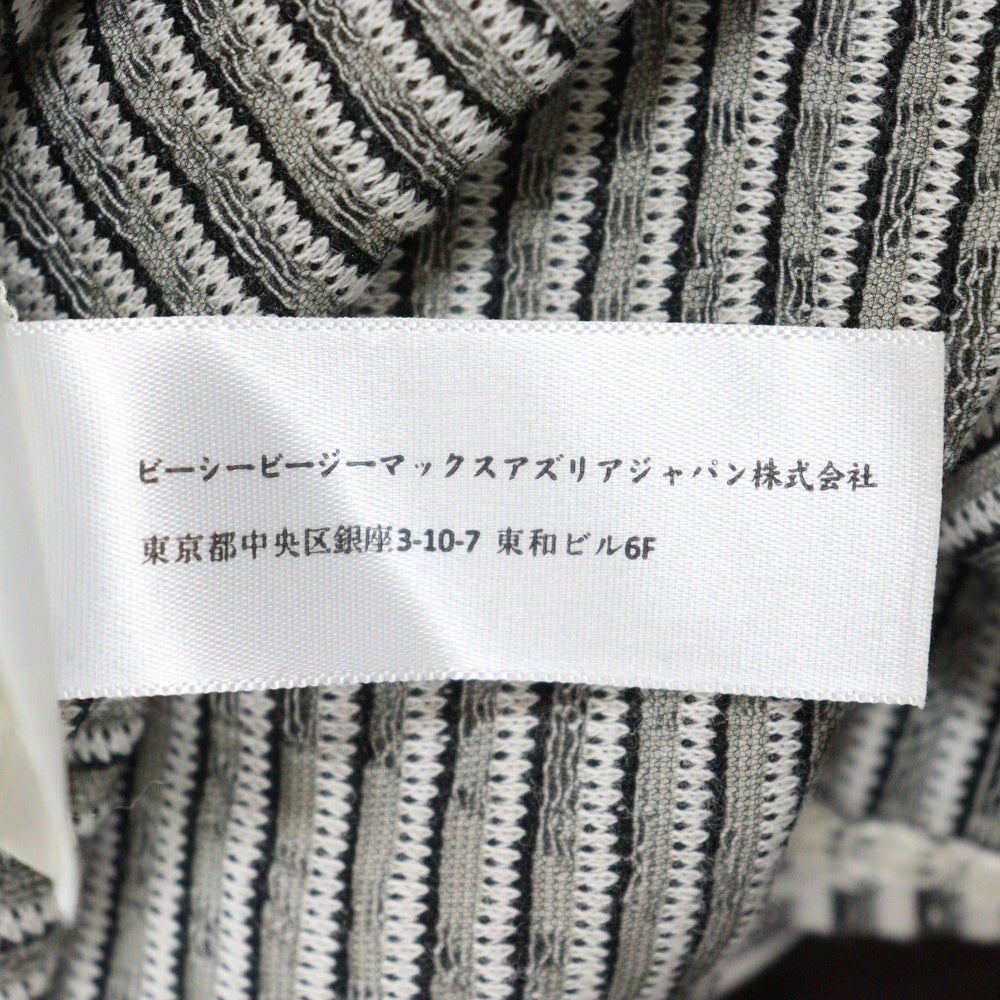 ビーシービージーマックスアズリアジャパン株式会社
東京都中央区銀座3-10-7 東和ビル6F